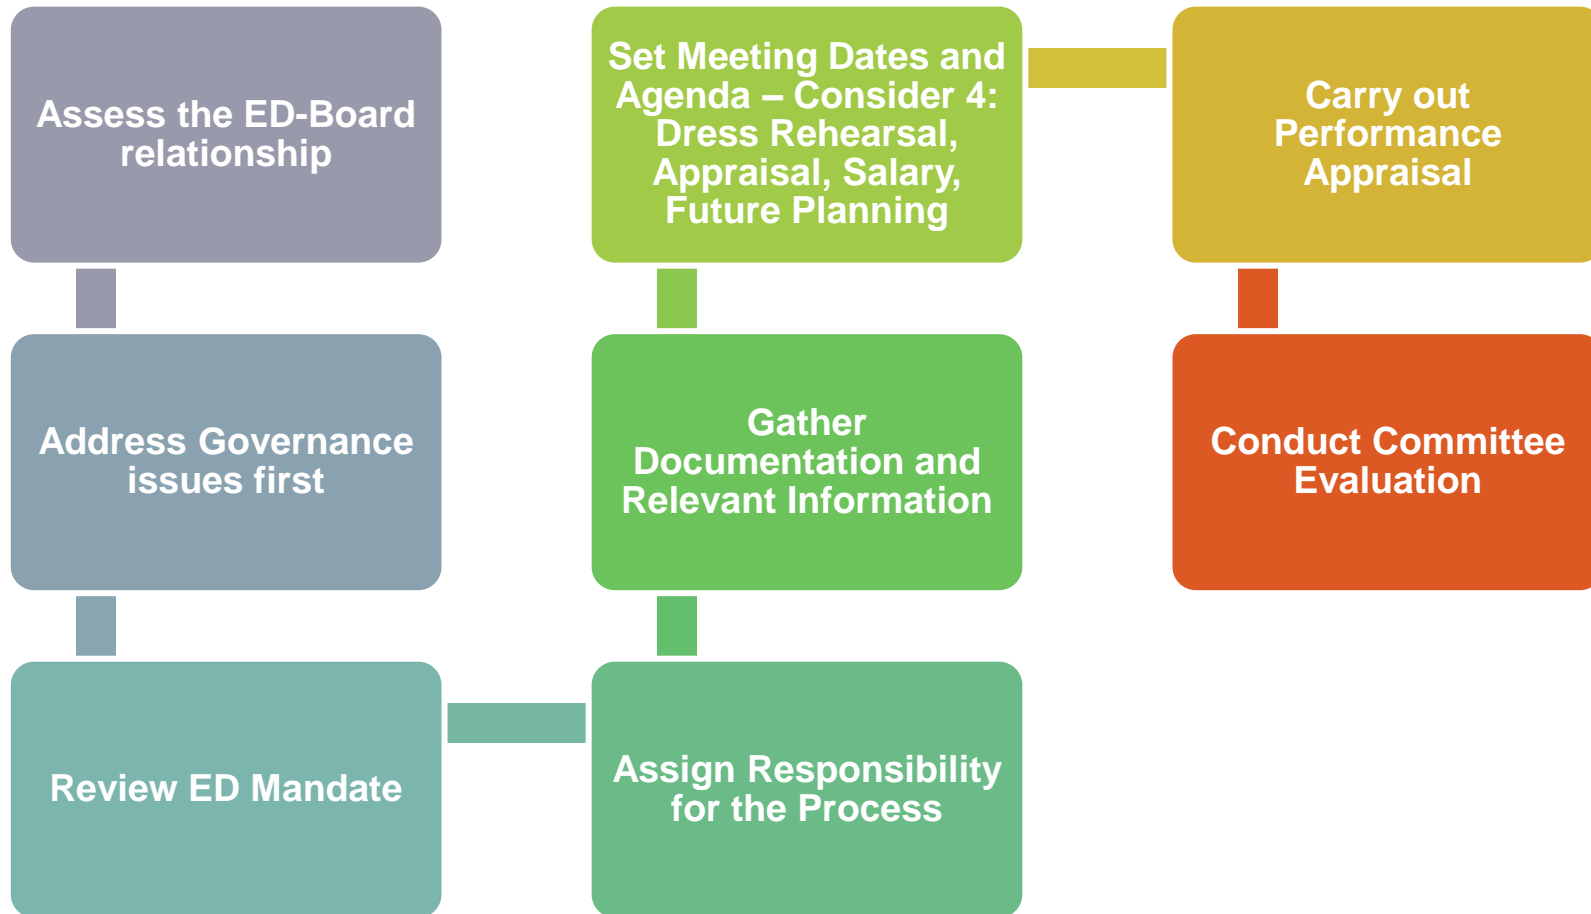 Assess the ED-Board
relationship
Address Governance
issues first
Review ED Mandate
Assign Responsibility
for the Process
Gather
Documentation and
Relevant Information
Set Meeting Dates and
Agenda – Consider 4:
Dress Rehearsal,
Appraisal, Salary,
Future Planning
Carry out
Performance
Appraisal
Conduct Committee
Evaluation